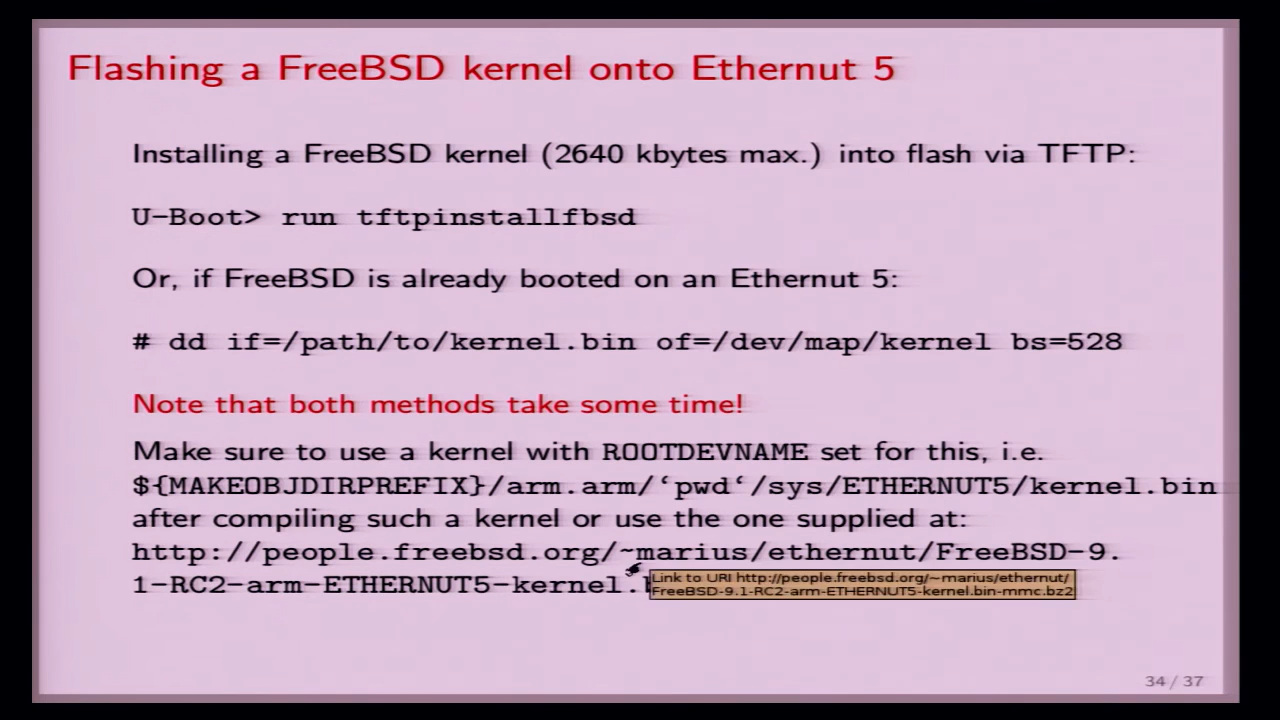 Flashing a FreeBSD kernel onto Ethernut 5
Installing a FreeBSD kernel (2640 kbytes max.) into flash via TFTP:
U-Boot> run tftpinstallfbsd
Or, if FreeBSD is already booted on an Ethernut 5:
# dd if=/path/to/kernel.bin of=/dev/map/kernel bs=528
Note that both methods take some time!
Make sure to use a kernel with ROOTDEVNAME set for this, i.e.
${MAKEOBJDIRPREFIX}/arm.arm/‘pwd‘/sys/ETHERNUT5/kernel.bin
after compiling such a kernel or use the one supplied at:
http://people.freebsd.org/~marius/ethernut/FreeBSD-9.
1-RC2-arm-ETHERNUT5-kernel.
Link to URI http://people.freebsd.org/~marius/ethernut/
FreeBSD-9.1-RC2-arm-ETHERNUT5-kernel.bin-mmc.bz2
34 / 37